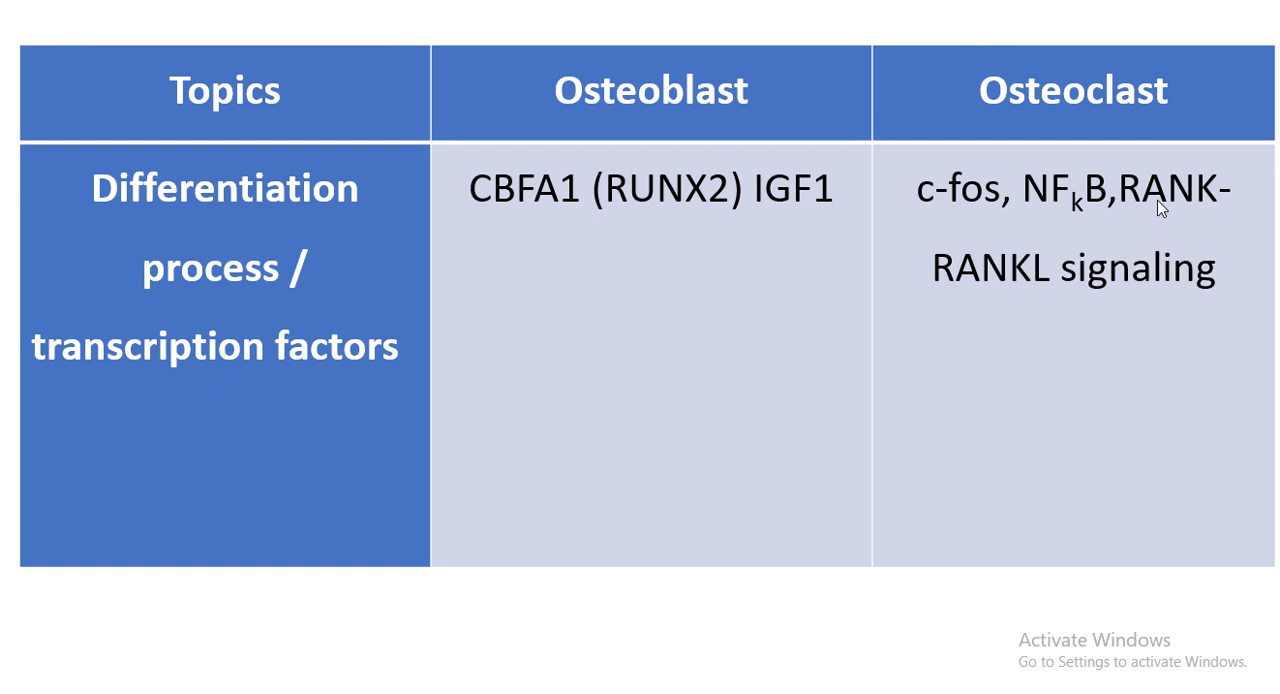 Topics
Osteoblast
Osteoclast
Differentiation
process /
transcription factors
CBFA1 (RUNX2) IGF1
c-fos, NFkB,RANK-
RANKL signaling
Activate Windows
Go to Settings to activate Windows.